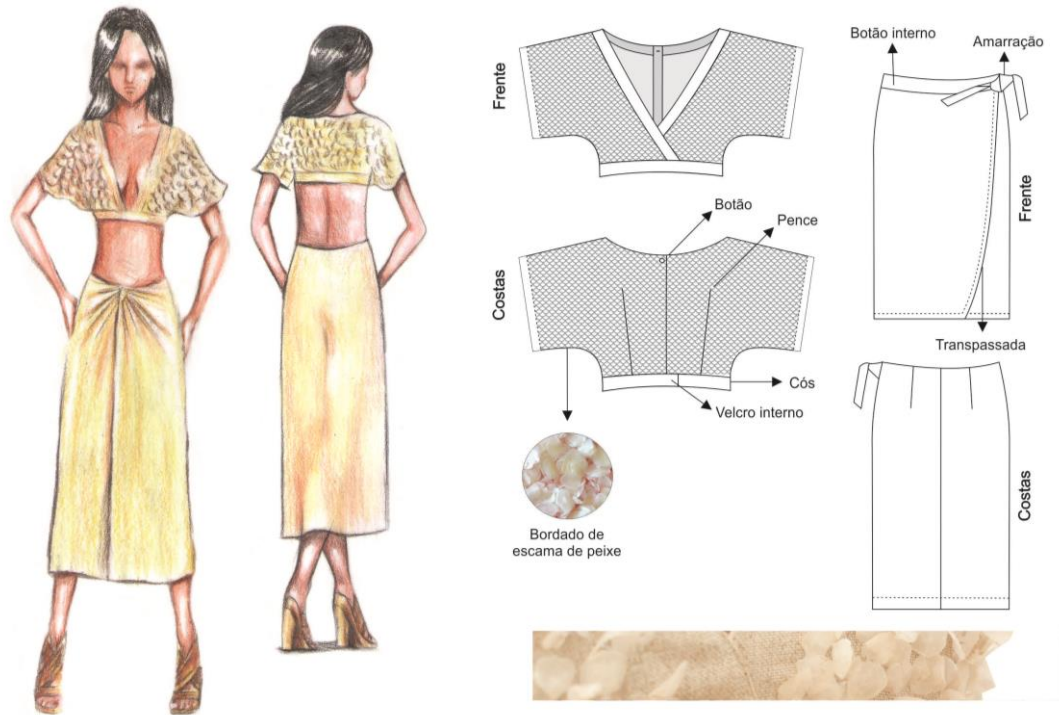 Frente
Botão interno
Amarração
Frente
Transpassada
Costas
Botão
Pence
Cós
Velcro interno
Bordado de
escama de peixe
Costas